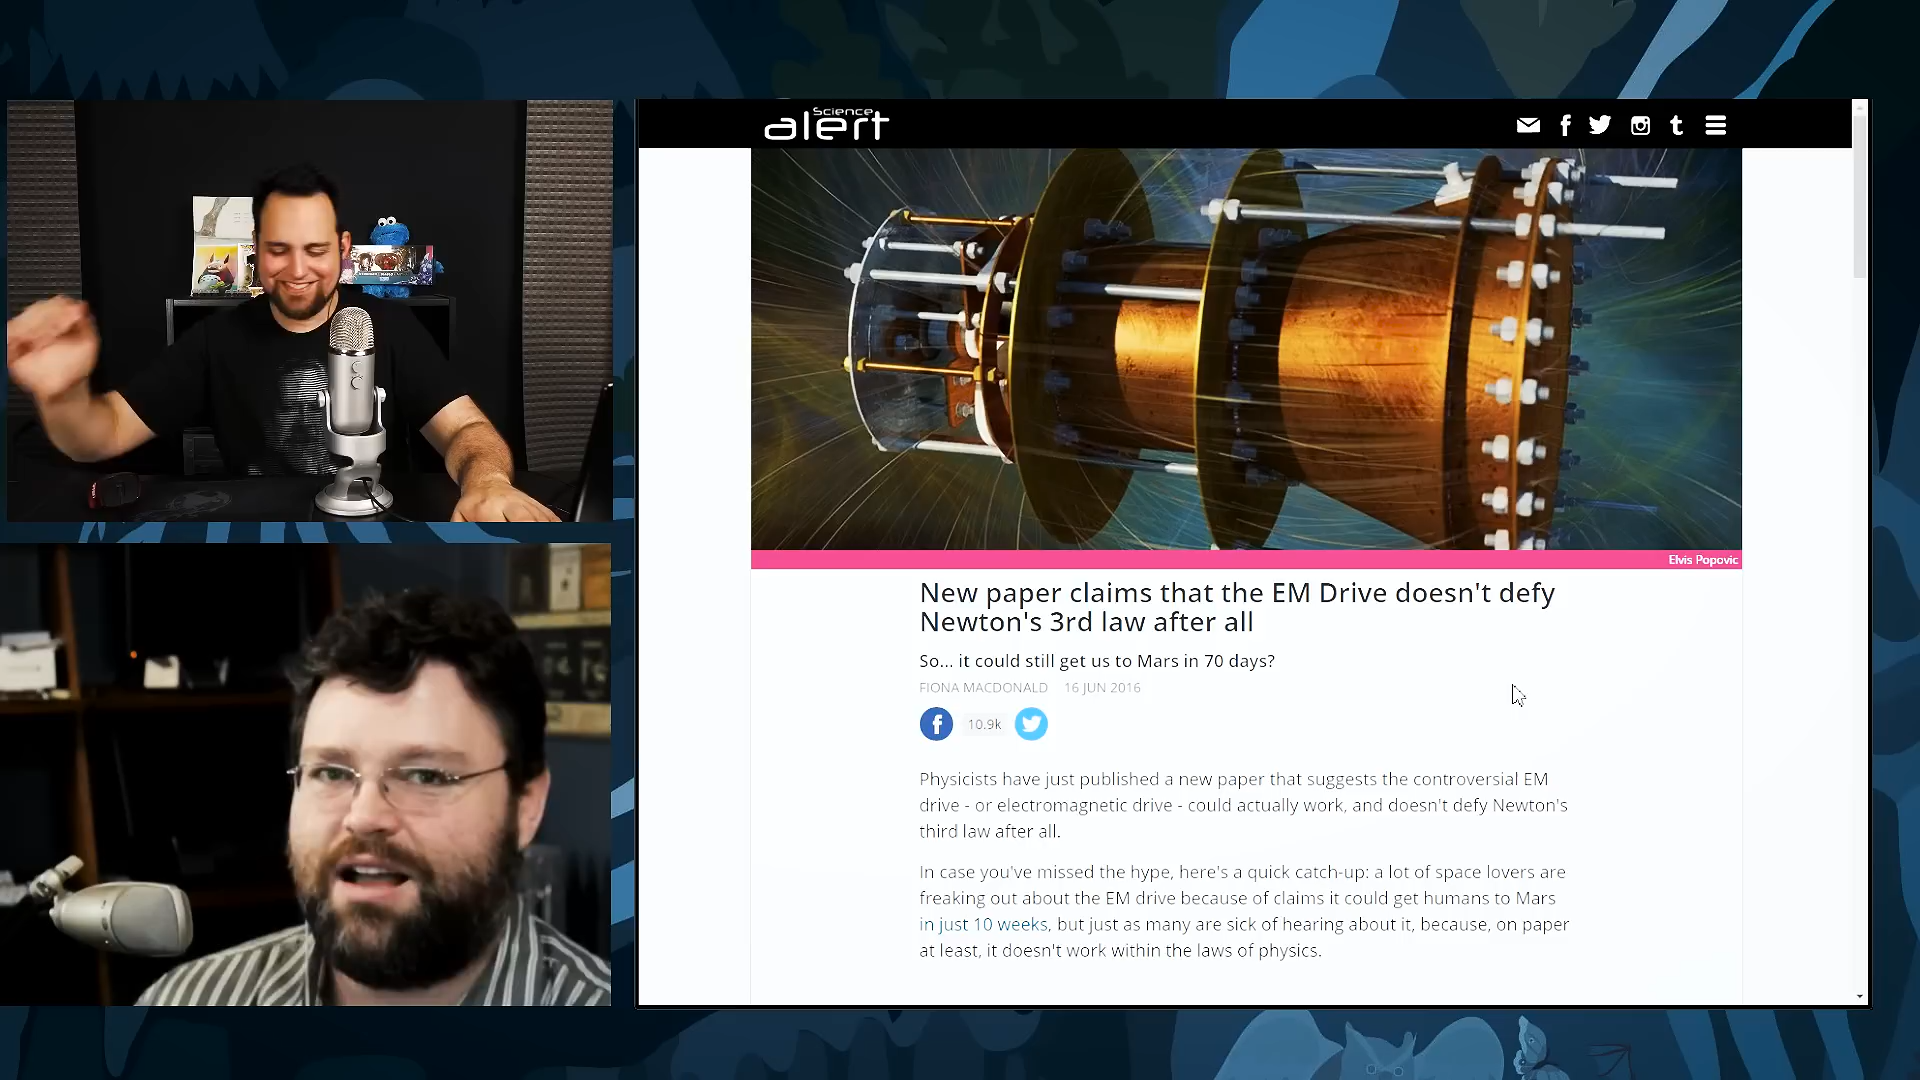 Science
alert
Elvis Popovic
New paper claims that the EM Drive doesn't defy
Newton's 3rd law after all
So... it could still get us to Mars in 70 days?
FIONA MACDONALD 16 JUN 2016
10.9k
Physicists have just published a new paper that suggests the controversial EM
drive - or electromagnetic drive - could actually work, and doesn't defy Newton's
third law after all.
In case you've missed the hype, here's a quick catch-up: a lot of space lovers are
freaking out about the EM drive because of claims it could get humans to Mars
in just 10 weeks, but just as many are sick of hearing about it, because, on paper
at least, it doesn't work within the laws of physics.